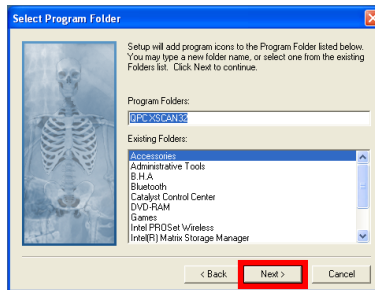 Select Program Folder
Setup will add program icons to the Program Folder listed below.
You may type a new folder name, or select one from the existing
Folders list. Click Next to continue.
Program Folders:
QPC XSCAN32
Existing Folders:
Accessories
Administrative Tools
B.H.A
Bluetooth
Catalyst Control Center
DVD-RAM
Games
Intel PROSet Wireless
Intel(R) Matrix Storage Manager
< Back
Next >
Cancel